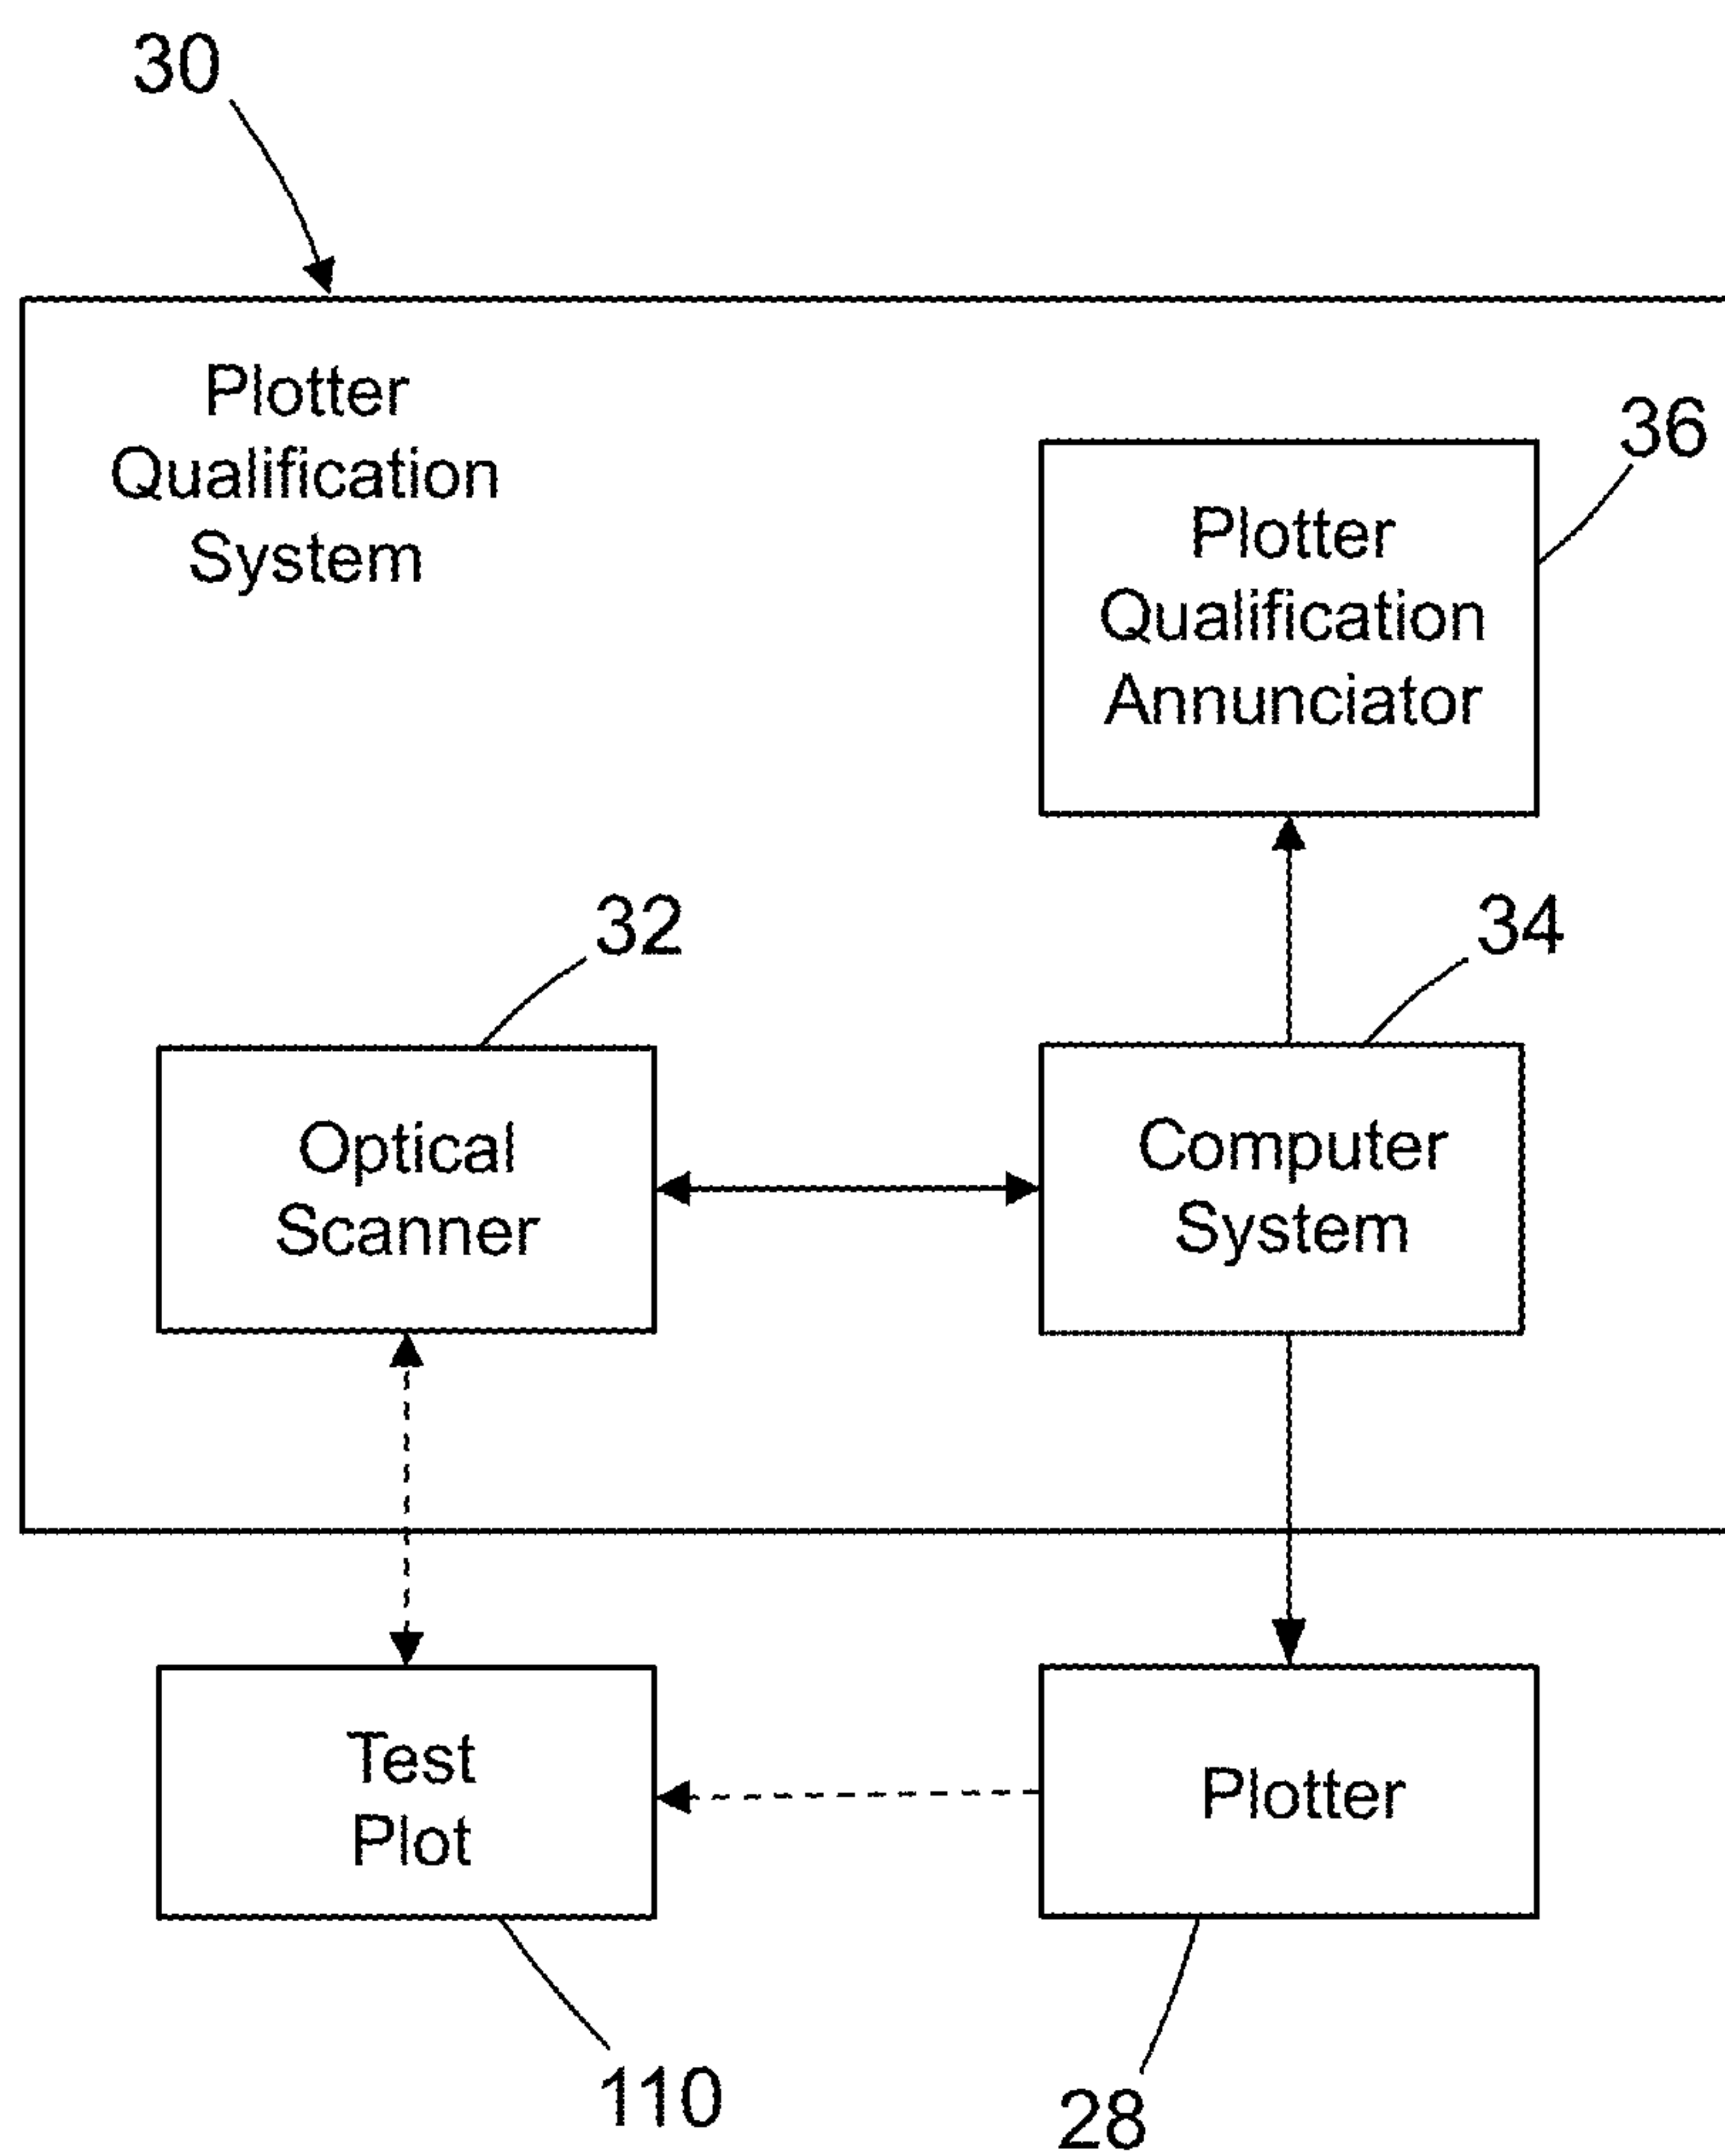 30
Plotter
Qualification
System
36
Plotter
Qualification
Annunciator
32
34
Optical
Scanner
Computer
System
Test
Plot
Plotter
110
28